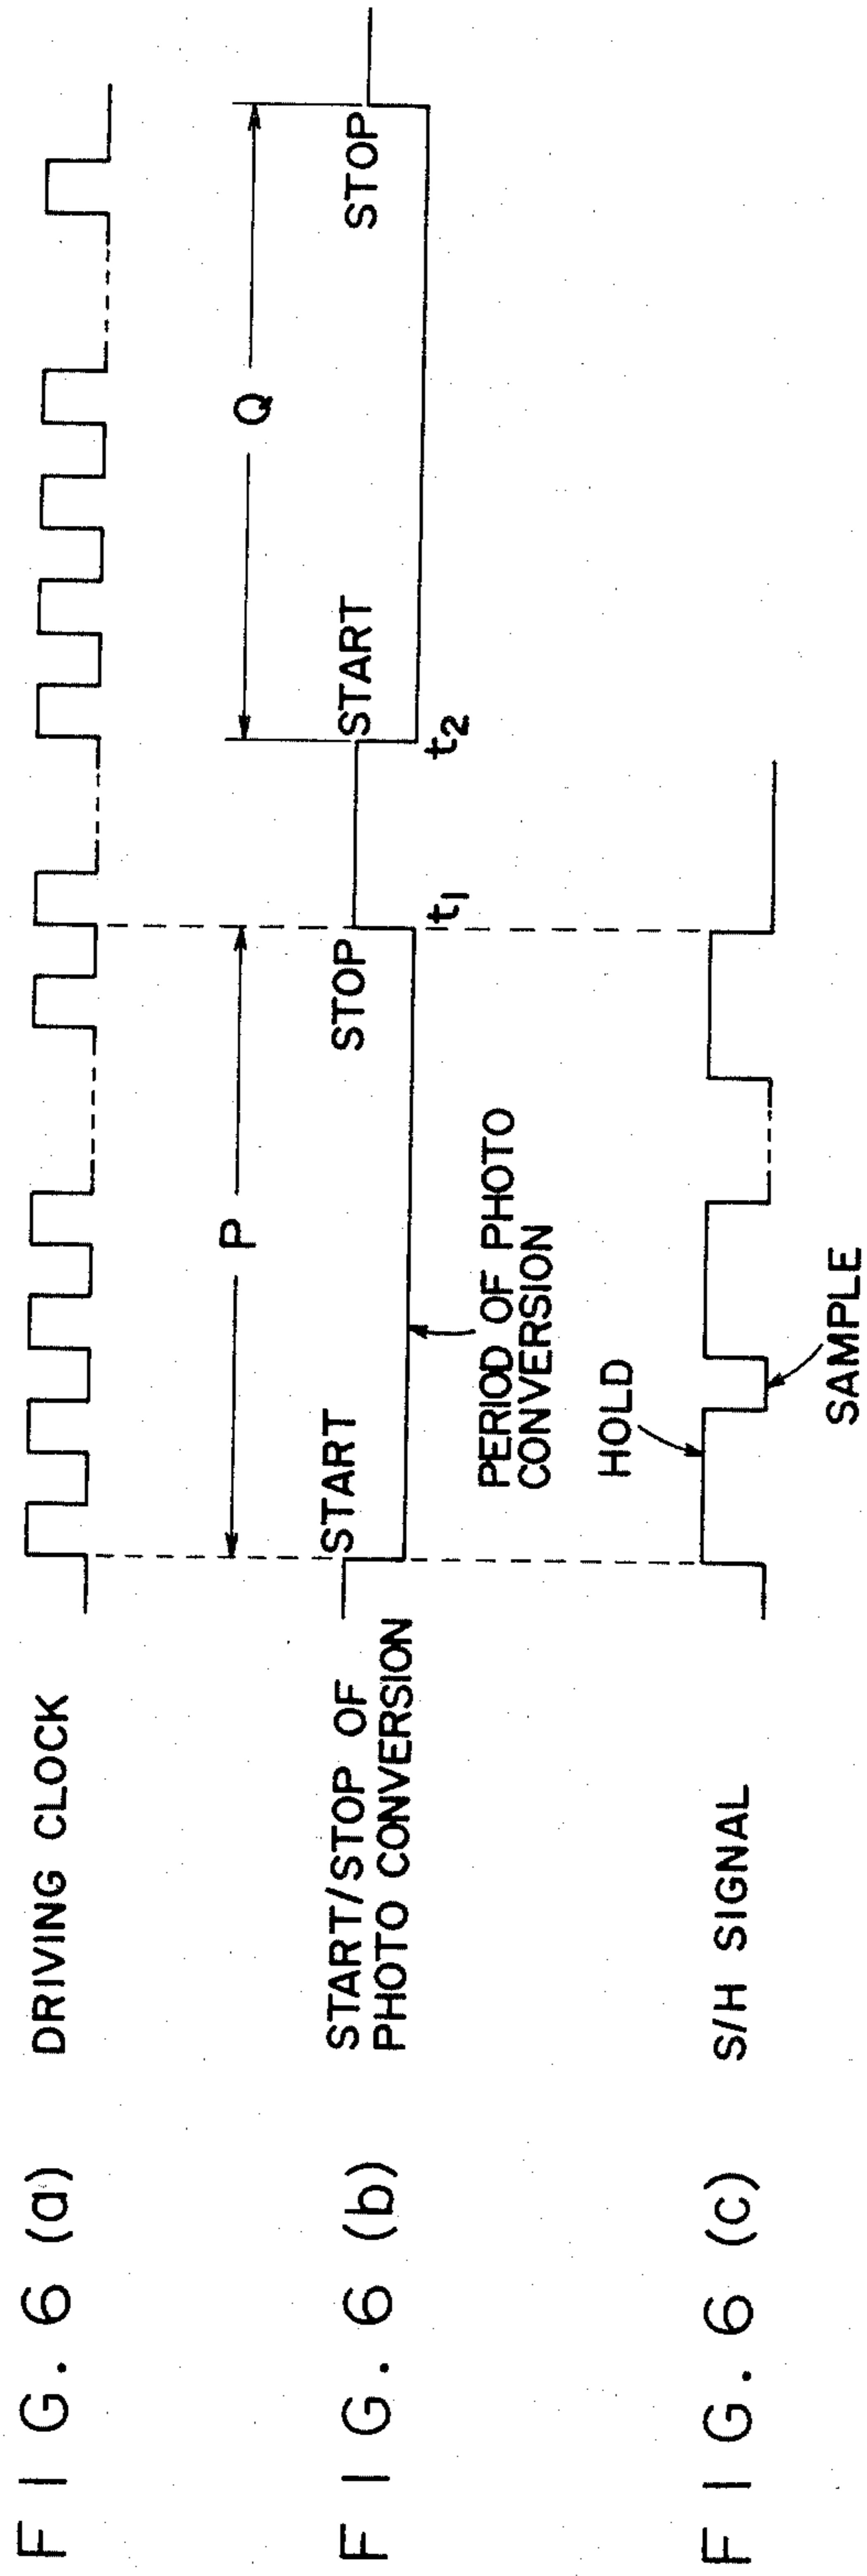 F I G. 6 (a) DRIVING CLOCK
P
Q
F I G. 6 (b) START/STOP OF
PHOTO CONVERSION
START
STOP
START
STOP
t1
t2
PERIOD OF PHOTO
CONVERSION
F I G. 6 (c) S/H SIGNAL
HOLD
SAMPLE